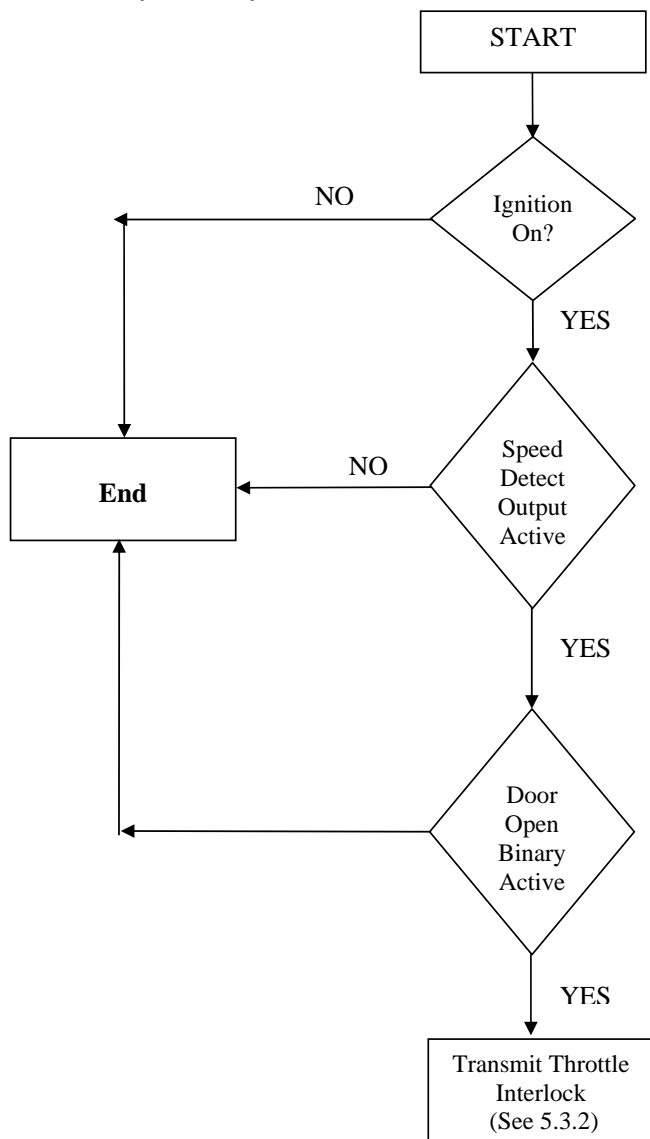 START
NO
Ignition
On?
YES
Speed
Detect
Output
Active
NO
End
YES
Door
Open
Binary
Active
YES
Transmit Throttle
Interlock
(See 5.3.2)